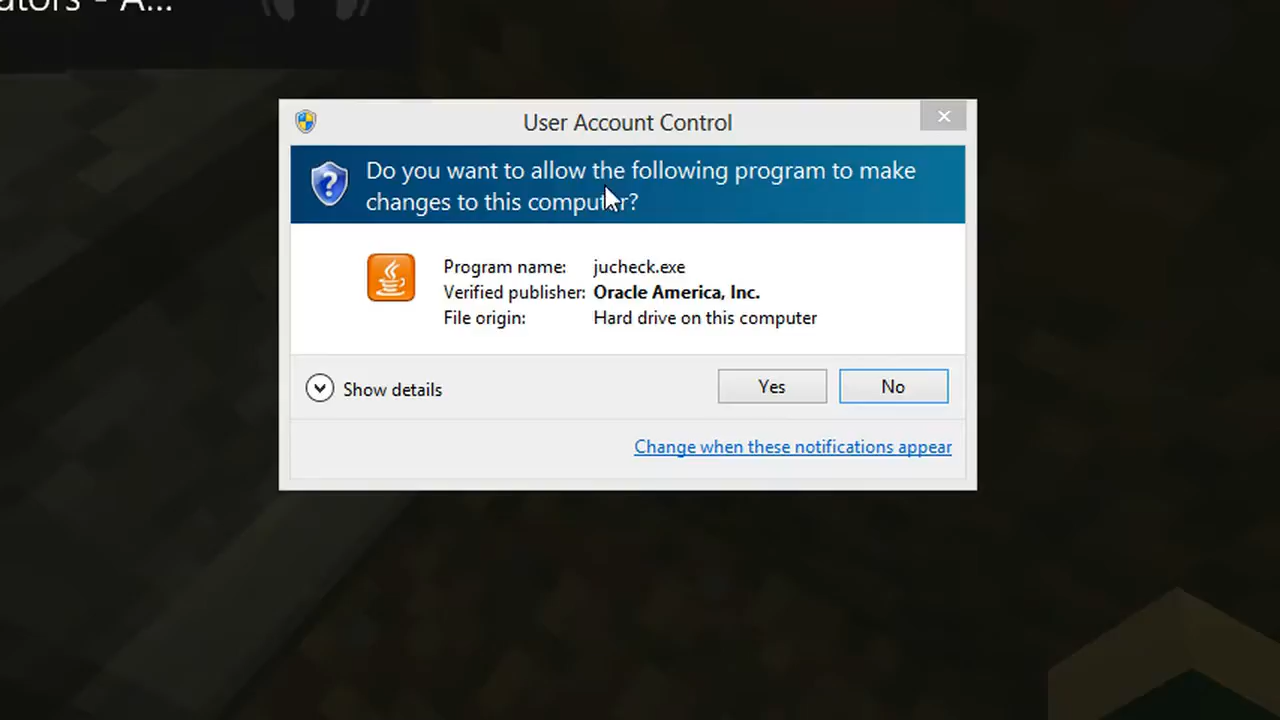 User Account Control
Do you want to allow the following program to make
changes to this computer?
Program name: jucheck.exe
Verified publisher: Oracle America, Inc.
File origin: Hard drive on this computer
Show details
Yes
No
Change when these notifications appear